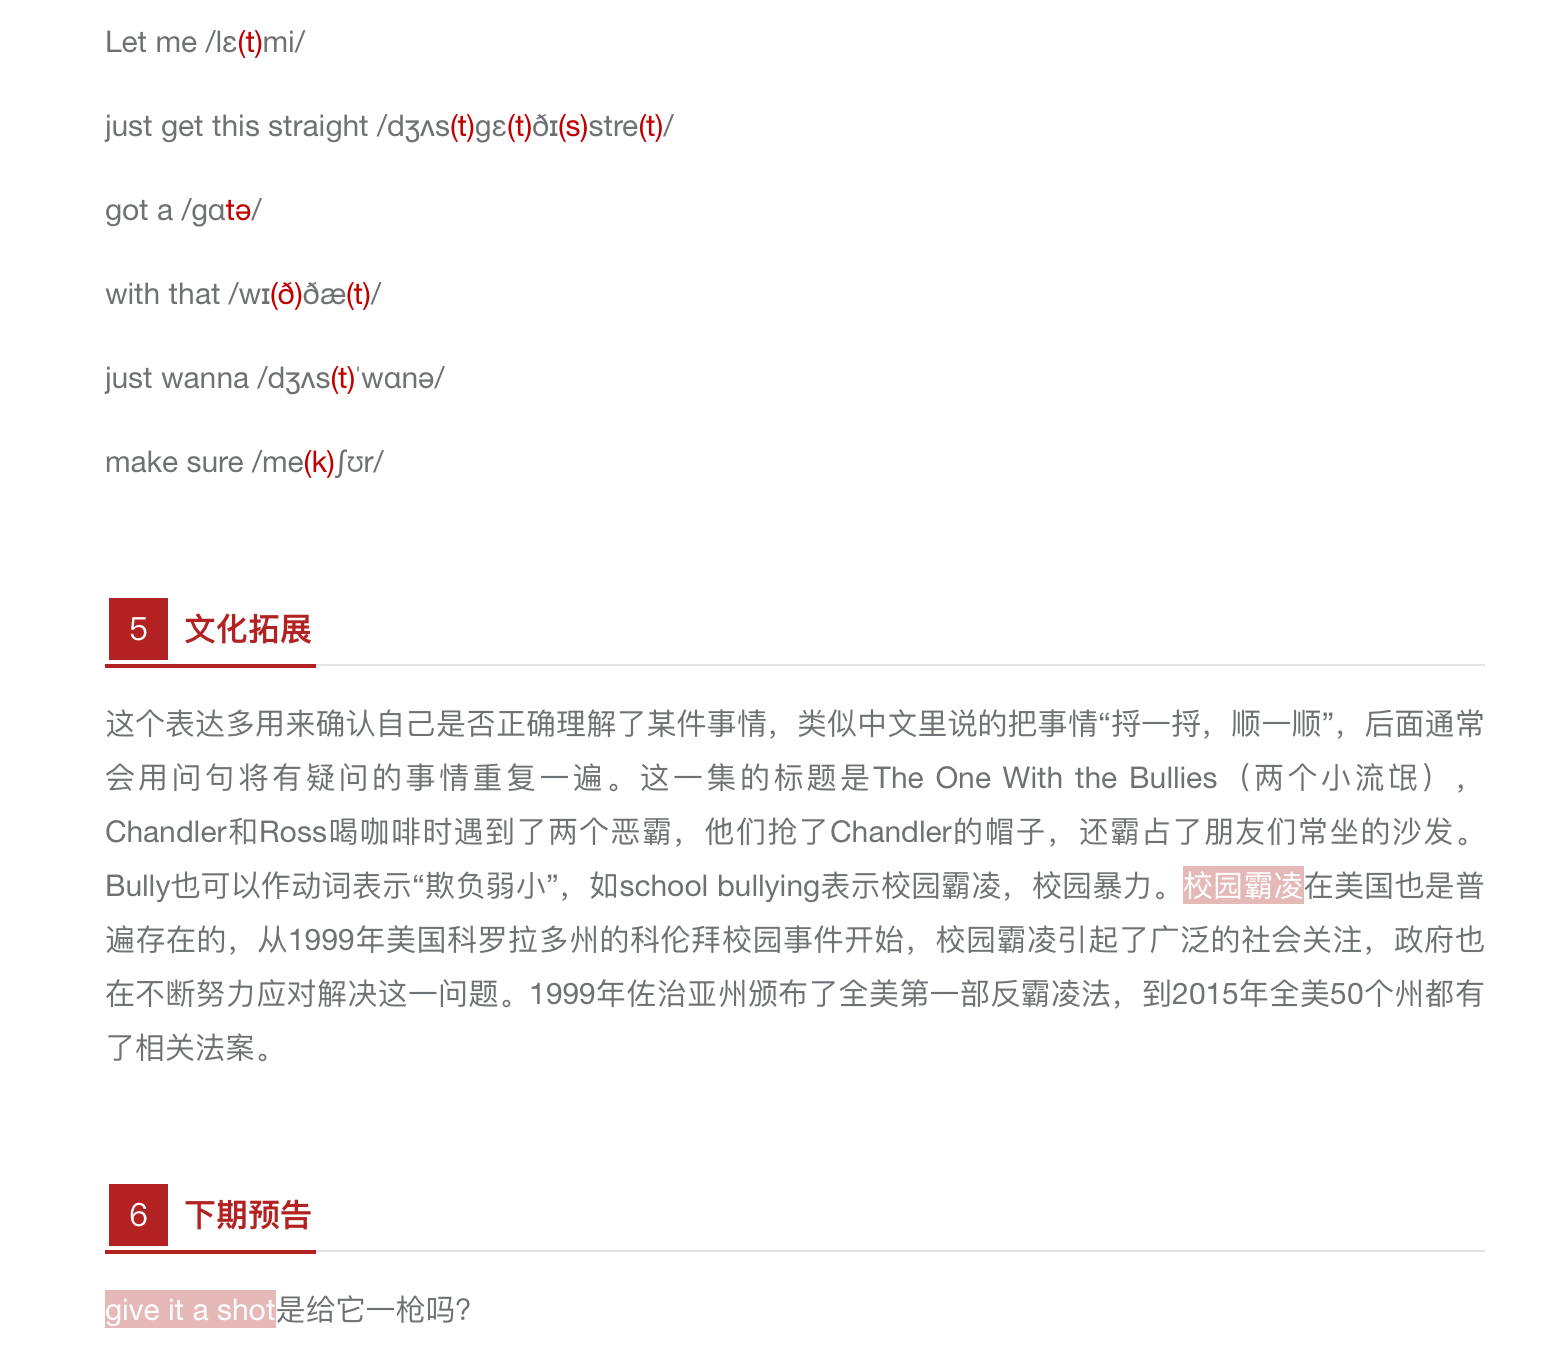 Let me /lɛ(t)mi/
just get this straight /dʒʌs(t)gɛ(t)ðɪ(s)stre(t)/
got a /gɑtə/
with that /wɪ(ð)ðæ(t)/
just wanna /dʒʌs(t)ˈwɑnə/
make sure /me(k)ʃʊr/
5 文化拓展
这个表达多用来确认自己是否正确理解了某件事情，类似中文里说的把事情“捋一捋，顺一顺”，后面通常
会用问句将有疑问的事情重复一遍。这一集的标题是The One With the Bullies（两个小流氓），
Chandler和Ross喝咖啡时遇到了两个恶霸，他们抢了Chandler的帽子，还霸占了朋友们常坐的沙发。
Bully也可以作动词表示“欺负弱小”，如school bullying表示校园霸凌，校园暴力。校园霸凌在美国也是普
遍存在的，从1999年美国科罗拉多州的科伦拜校园事件开始，校园霸凌引起了广泛的社会关注，政府也
在不断努力应对解决这一问题。1999年佐治亚州颁布了全美第一部反霸凌法，到2015年全美50个州都有
了相关法案。
6 下期预告
give it a shot是给它一枪吗?